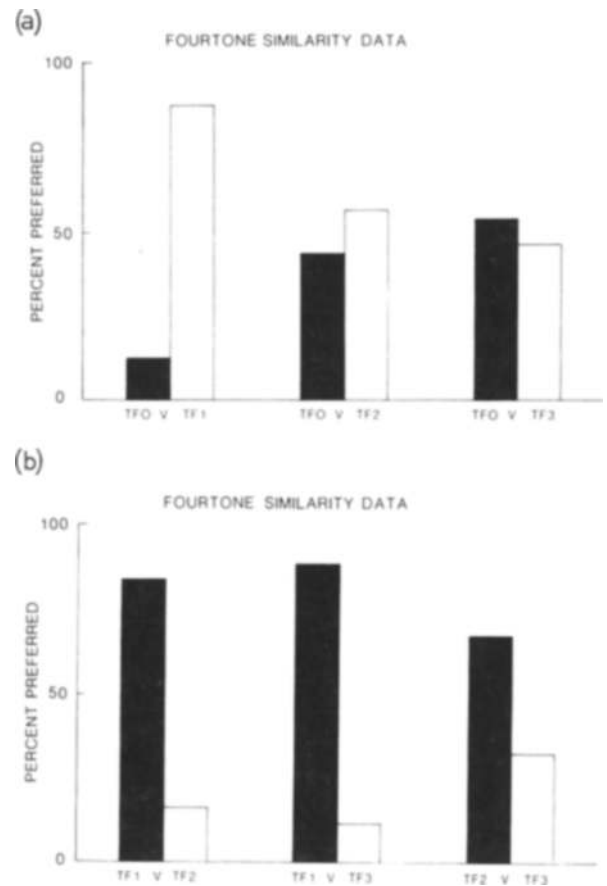 (a)
FOURTONE SIMILARITY DATA
100
50
0
PERCENT PREFERRED
TFO V TF1
TFO V TF2
TFO V TF3
(b)
FOURTONE SIMILARITY DATA
100
50
0
PERCENT PREFERRED
TF1 V TF2
TF1 V TF3
TF2 V TF3